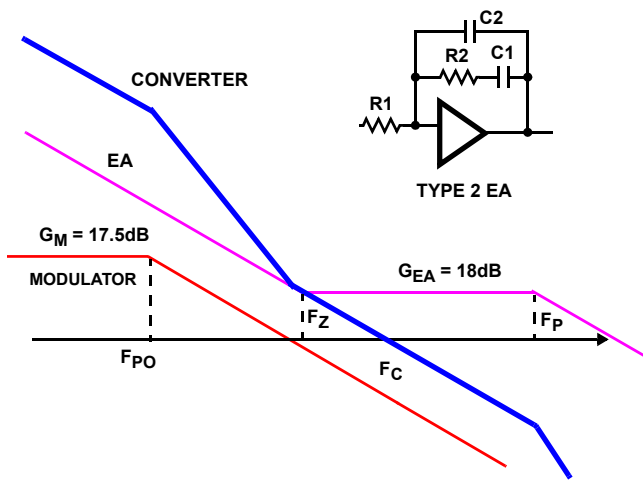 C2
R2
C1
CONVERTER
R1
EA
TYPE 2 EA
G_M = 17.5dB
G_EA = 18dB
MODULATOR
F_Z
F_P
F_PO
F_C